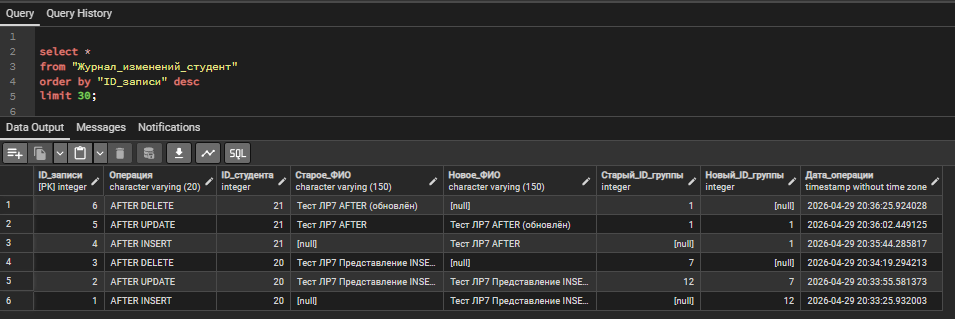 Query Query History
1
2 select *
3 from "Журнал_изменений_студент"
4 order by "ID_записи" desc
5 limit 30;
6
Data Output Messages Notifications
SQL
ID_записи Операция ID_студента Старое_ФИО Новое_ФИО Старый_ID_группы Новый_ID_группы Дата_операции
[PK] integer character varying (20) integer character varying (150) character varying (150) integer integer timestamp without time zone
1 6 AFTER DELETE 21 Тест ЛР7 AFTER (обновлён) [null] 1 [null] 2026-04-29 20:36:25.924028
2 5 AFTER UPDATE 21 Тест ЛР7 AFTER Тест ЛР7 AFTER (обновлён) 1 1 2026-04-29 20:36:02.449125
3 4 AFTER INSERT 21 [null] Тест ЛР7 AFTER [null] 1 2026-04-29 20:35:44.285817
4 3 AFTER DELETE 20 Тест ЛР7 Представление INSE... [null] 7 [null] 2026-04-29 20:34:19.294213
5 2 AFTER UPDATE 20 Тест ЛР7 Представление INSE... Тест ЛР7 Представление INSE... 12 7 2026-04-29 20:33:55.581373
6 1 AFTER INSERT 20 [null] Тест ЛР7 Представление INSE... [null] 12 2026-04-29 20:33:25.932003